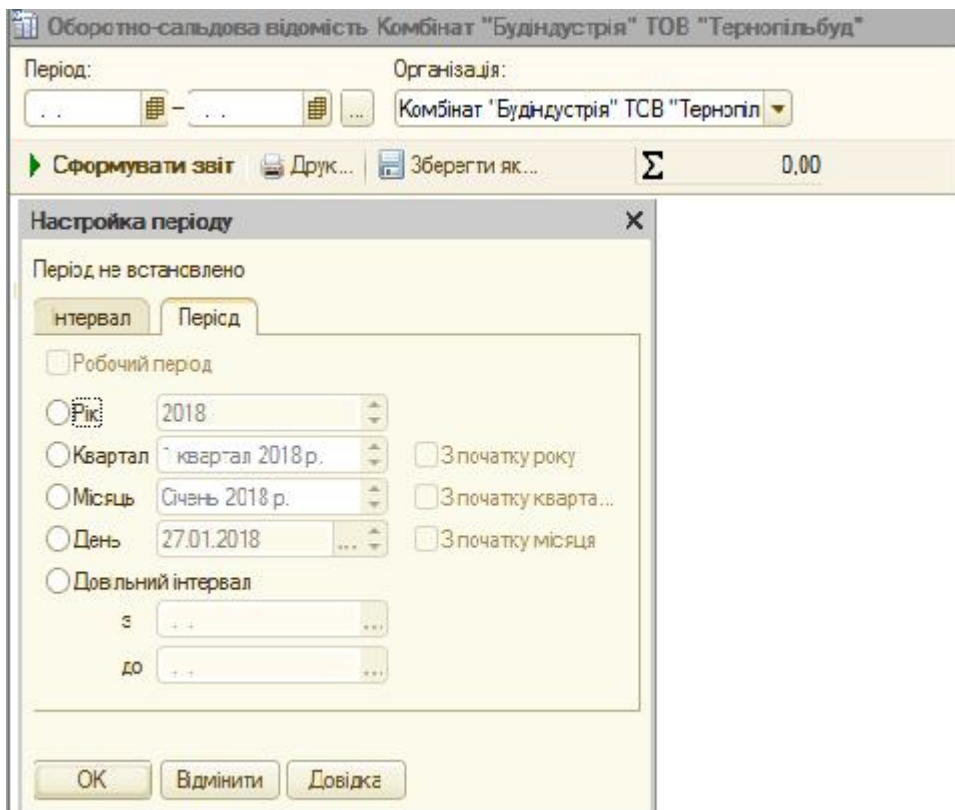 Оборотно-сальдова відомість Комбінат "Будіндустрія" ТОВ "Тернопільбуд"
Період: Організація:
. . – . . ... Комбінат "Будіндустрія" ТОВ "Тернопіл
Сформувати звіт Друк... Зберегти як... Σ 0,00
Настройка періоду
Період не встановлено
Інтервал Період
Робочий період
Рік 2018
Квартал 1 квартал 2018 р. З початку року
Місяць Січень 2018 р. З початку кварта...
День 27.01.2018 ... З початку місяця
Довільний інтервал
з . . ...
до . . ...
OK Відмінити Довідка